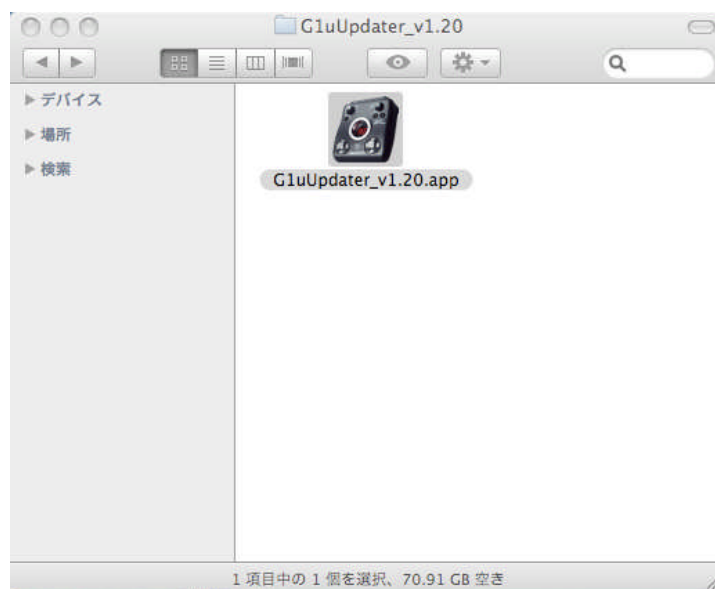 G1uUpdater_v1.20
デバイス
場所
検索
G1uUpdater_v1.20.app
1 項目中の 1 個を選択、70.91 GB 空き